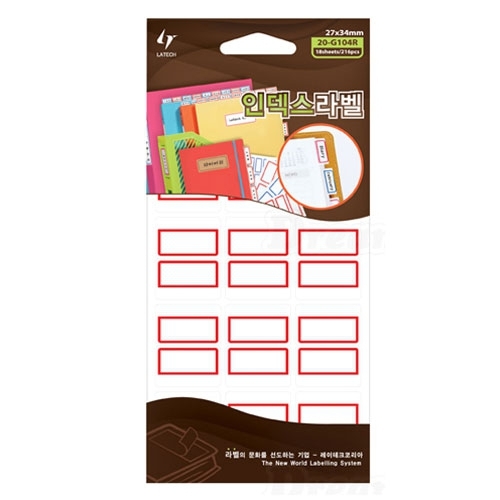 27x34mm
20-G104R
18sheets/216pcs
LATECH
인덱스라벨
라벨의 문화를 선도하는 기업 - 레이테크코리아
The New World Labelling System